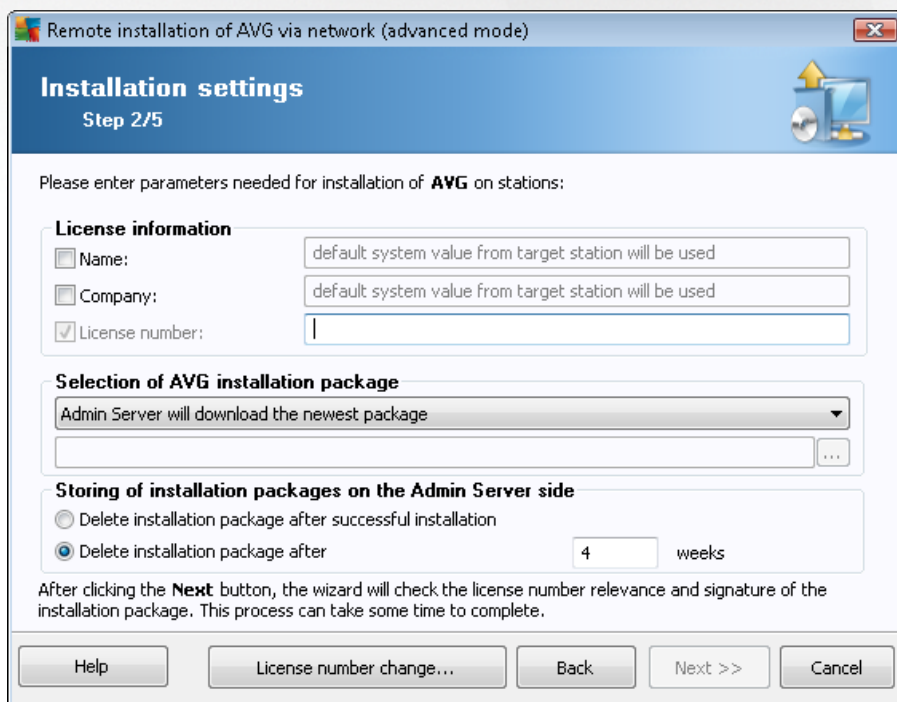 Remote installation of AVG via network (advanced mode)
Installation settings
Step 2/5
Please enter parameters needed for installation of AVG on stations:
License information
Name: default system value from target station will be used
Company: default system value from target station will be used
License number:
Selection of AVG installation package
Admin Server will download the newest package
...
Storing of installation packages on the Admin Server side
Delete installation package after successful installation
Delete installation package after 4 weeks
After clicking the Next button, the wizard will check the license number relevance and signature of the
installation package. This process can take some time to complete.
Help License number change... Back Next >> Cancel